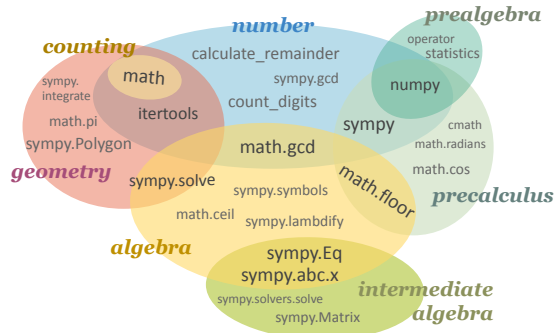 prealgebra
number
operator
statistics
counting
calculate_remainder
math
sympy.gcd
numpy
sympy.
integrate
count_digits
itertools
math.pi
sympy
cmath
sympy.Polygon
math.gcd
math.radians
math.cos
geometry
sympy.solve
sympy.symbols
math.floor
precalculus
math.ceil
sympy.lambdify
algebra
sympy.Eq
sympy.abc.x
intermediate
algebra
sympy.solvers.solve
sympy.Matrix